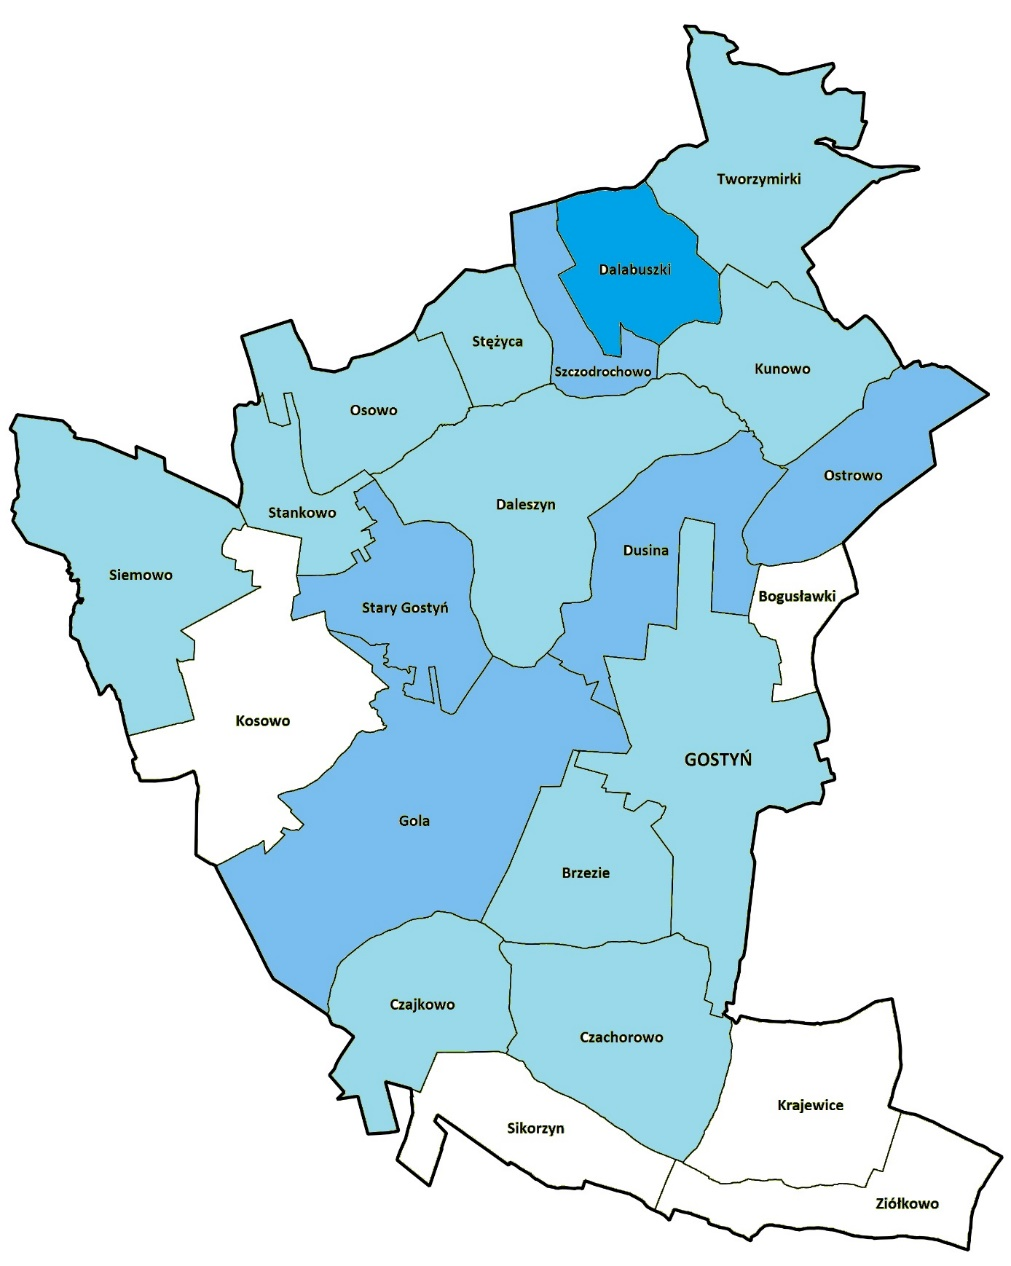 Tworzymirki
Dalabuszki
Stężyca
Szczodrochowo
Kunowo
Osowo
Ostrowo
Daleszyn
Stankowo
Dusina
Siemowo
Bogusławki
Stary Gostyń
Kosowo
GOSTYŃ
Gola
Brzezie
Czajkowo
Czachorowo
Krajewice
Sikorzyn
Ziółkowo